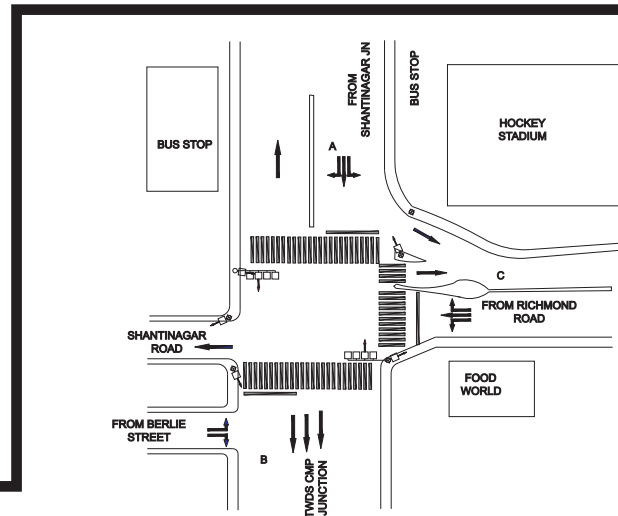 FROM
SHANTINAGAR JN
BUS STOP
BUS STOP
HOCKEY
STADIUM
A
C
FROM RICHMOND
ROAD
SHANTINAGAR
ROAD
FOOD
WORLD
FROM BERLIE
STREET
B
TWDS CMP
JUNCTION